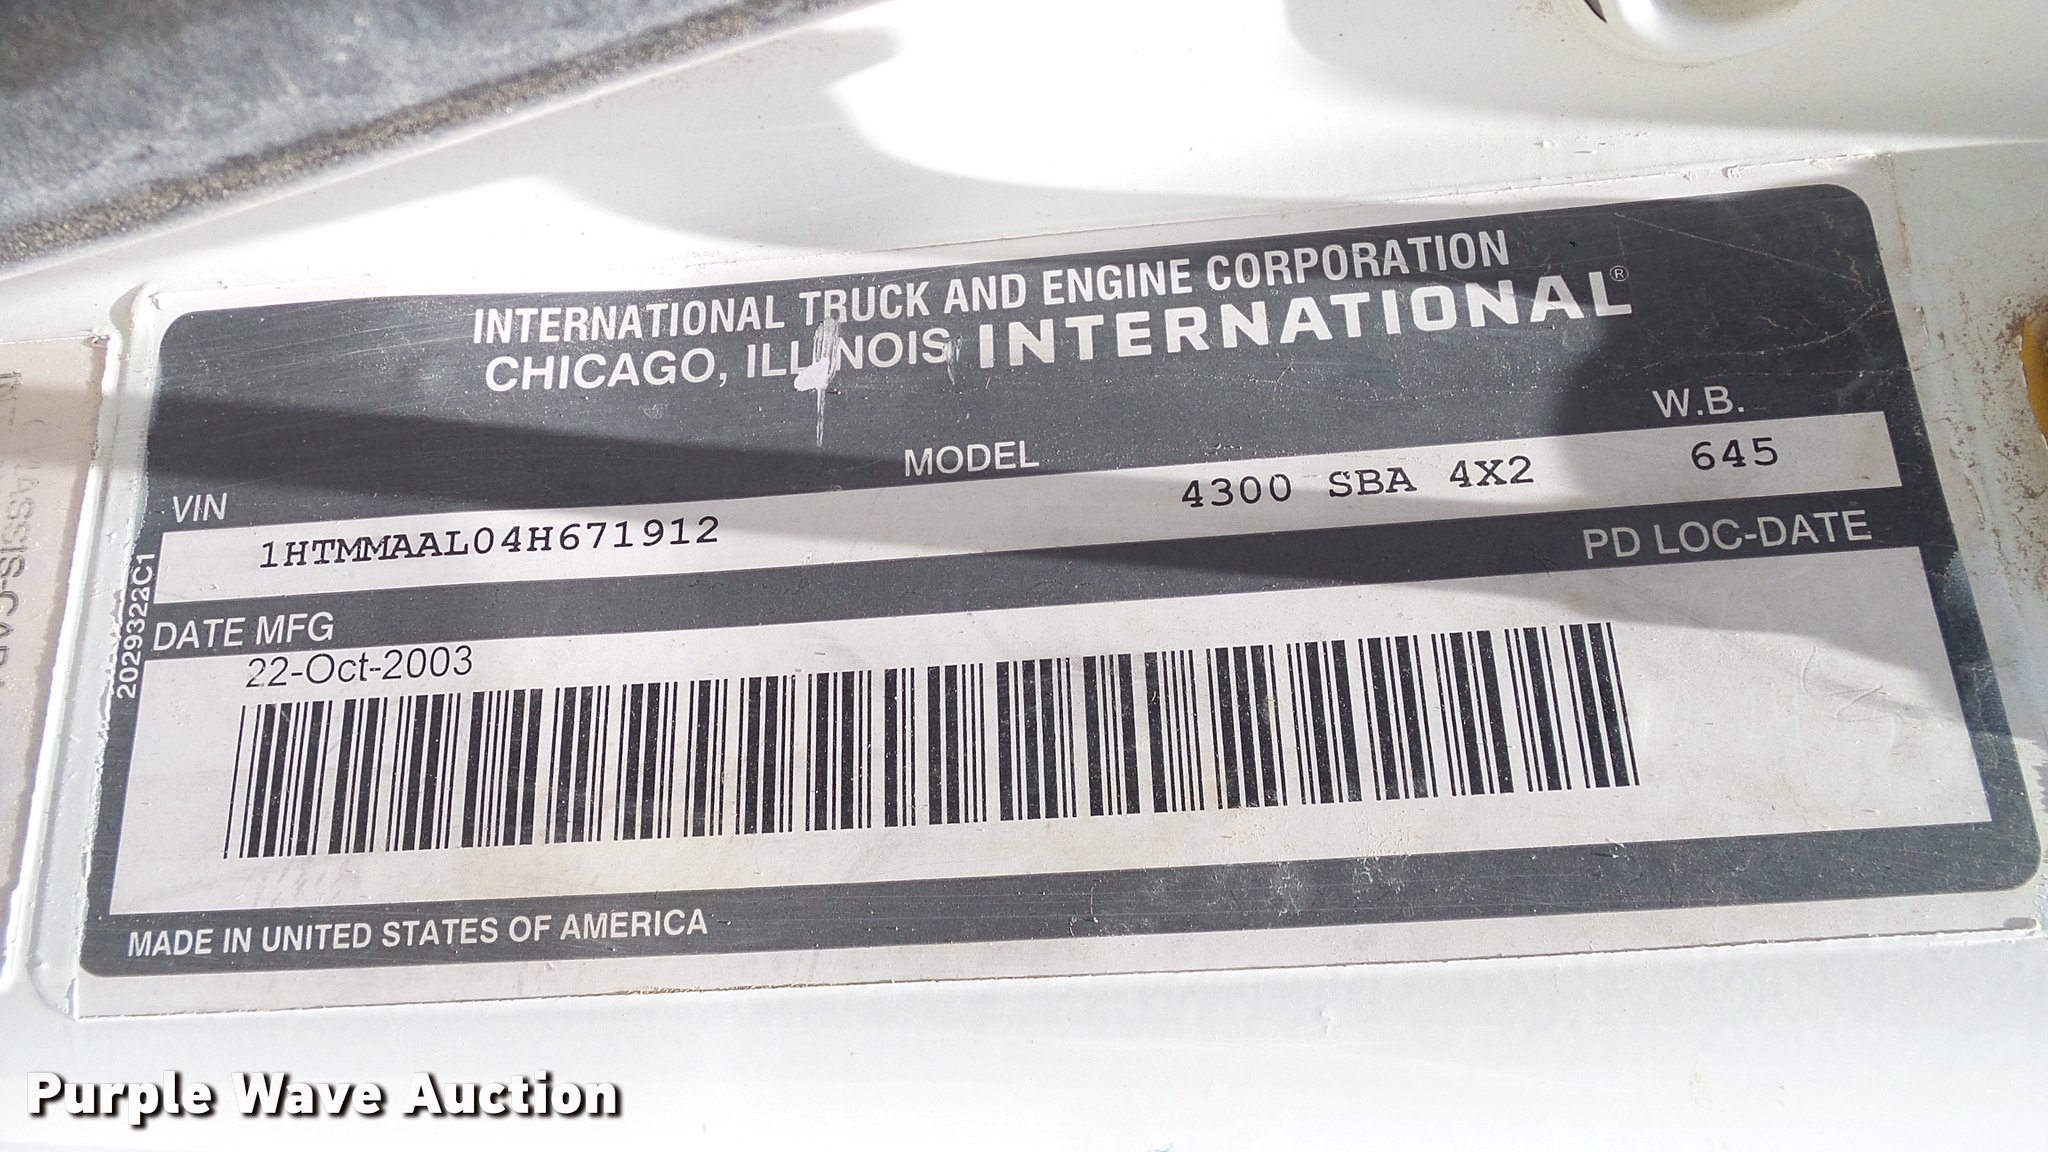 INTERNATIONAL TRUCK AND ENGINE CORPORATION
CHICAGO, ILLINOIS INTERNATIONAL®
W.B.
MODEL
VIN
645
4300 SBA 4X2
1HTMMAAL04H671912
PD LOC-DATE
DATE MFG
22-Oct-2003
2029322C1
MADE IN UNITED STATES OF AMERICA
Purple Wave Auction